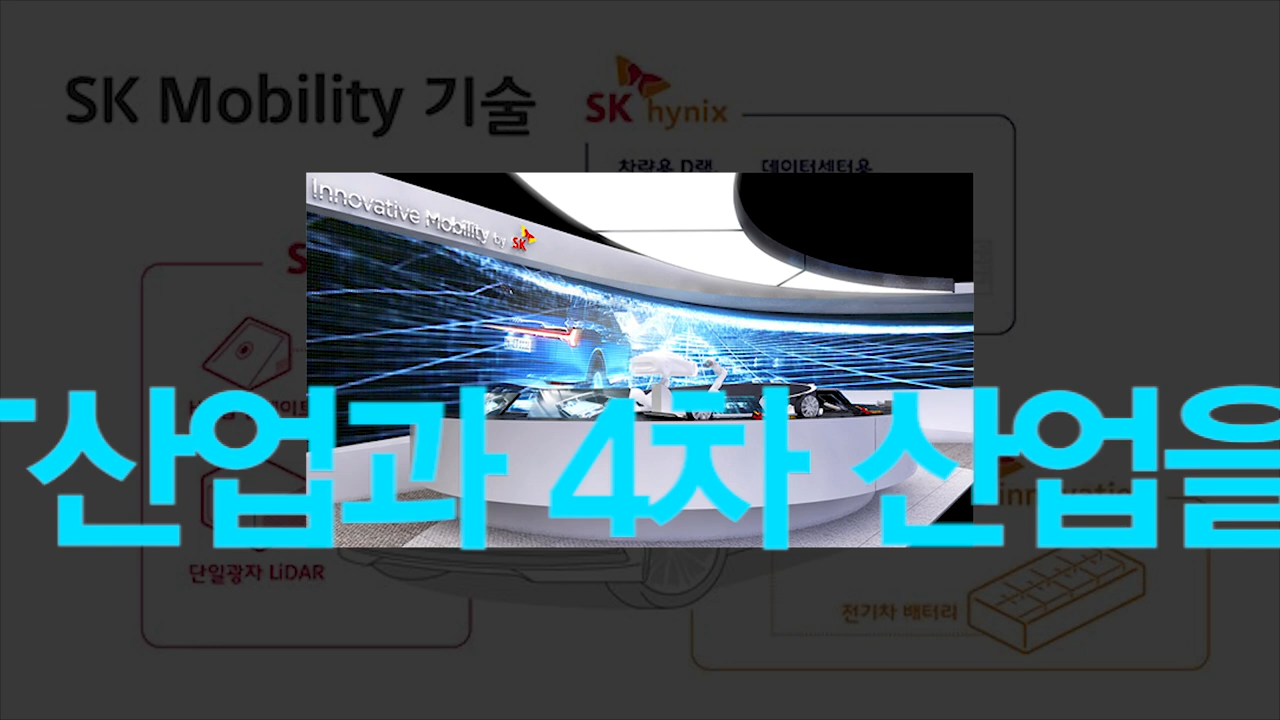 SK Mobility 기술
SK hynix
차량용 D램, 데이터센터용
Innovative Mobility by SK
산업과 4차 산업을
단일광자 LiDAR
innovation
전기차 배터리